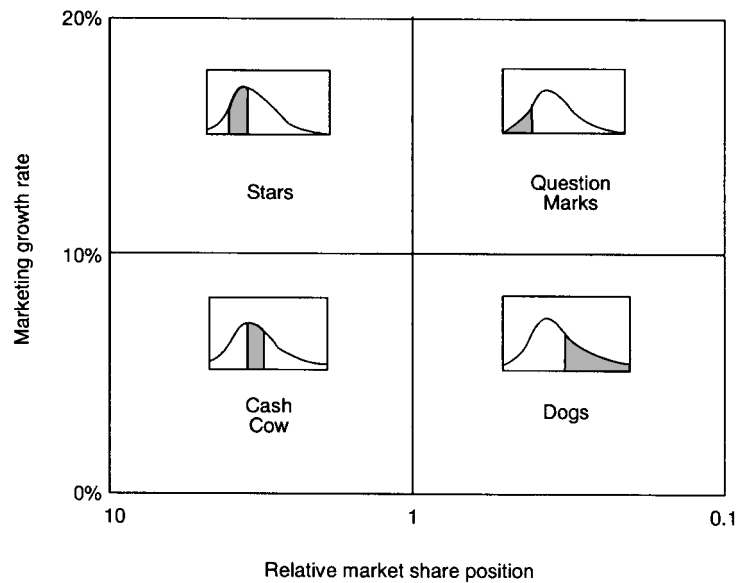 20%
Marketing growth rate
Stars
Question
Marks
10%
Cash
Cow
Dogs
0%
10
1
0.1
Relative market share position